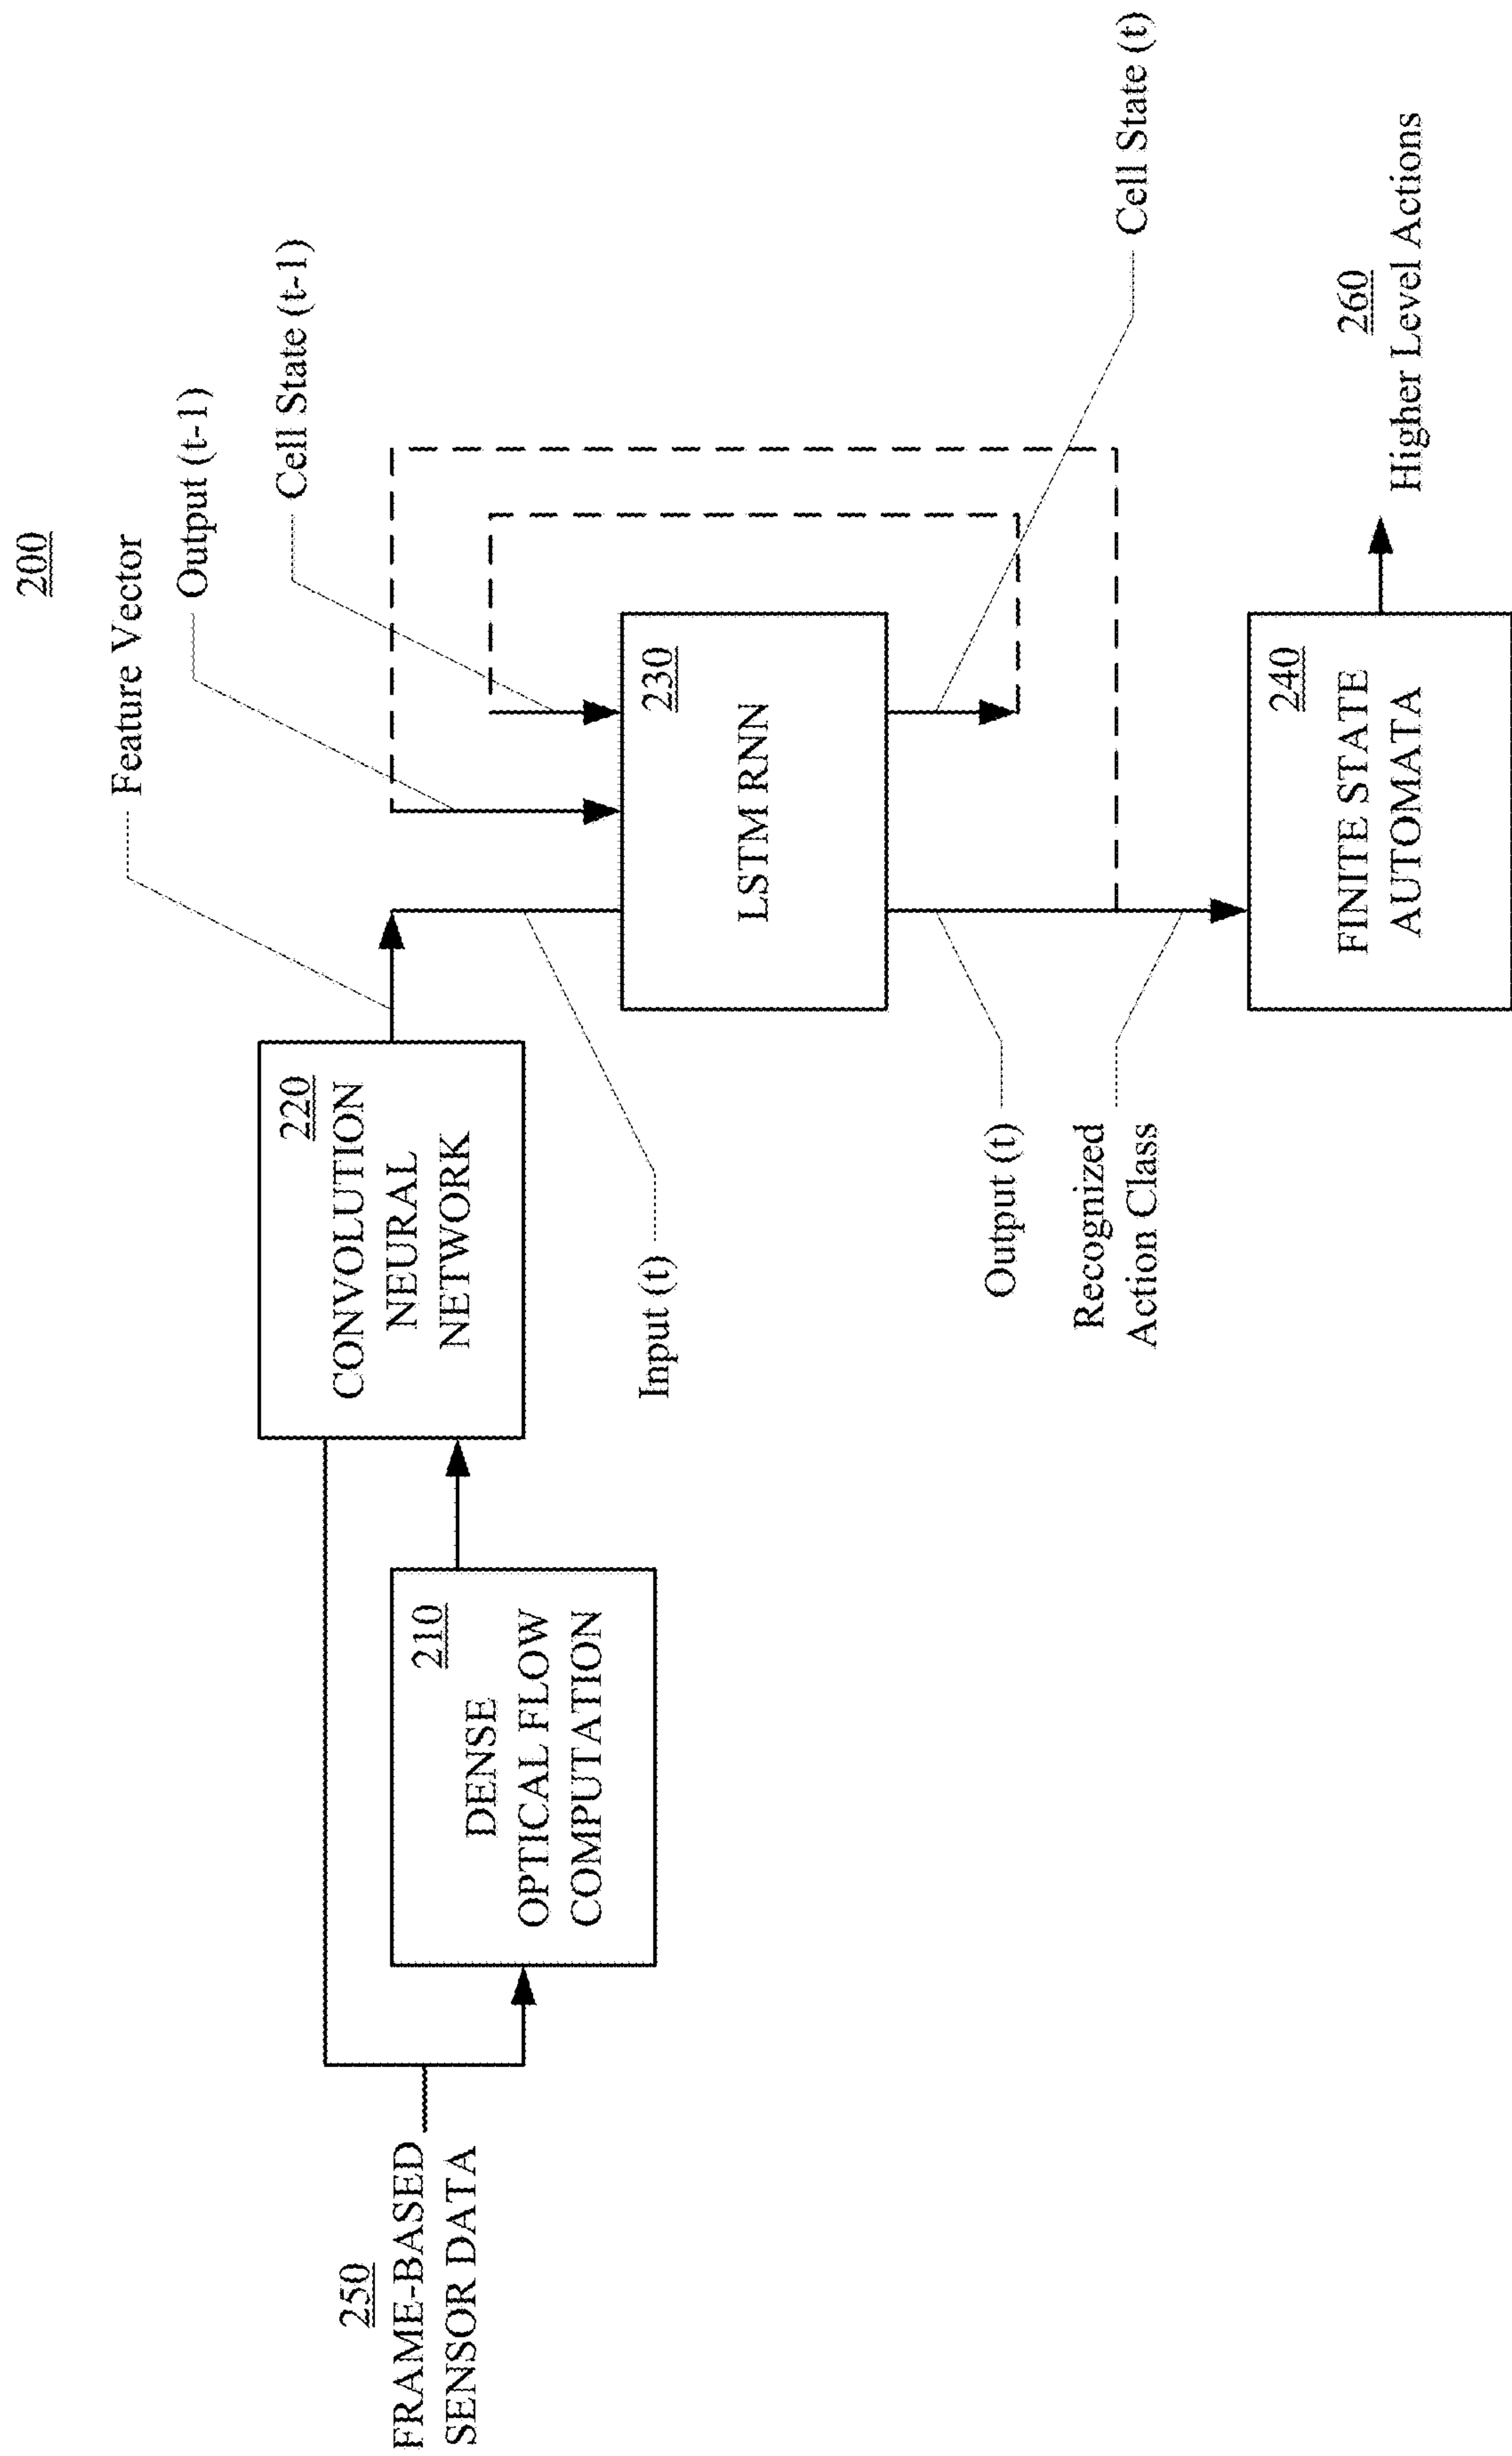 200
Feature Vector
Output (t-1)
Cell State (t-1)
250
FRAME-BASED
SENSOR DATA
210
DENSE
OPTICAL FLOW
COMPUTATION
220
CONVOLUTION
NEURAL
NETWORK
Input (t)
230
LSTM RNN
Cell State (t)
Output (t)
Recognized
Action Class
240
FINITE STATE
AUTOMATA
260
Higher Level Actions